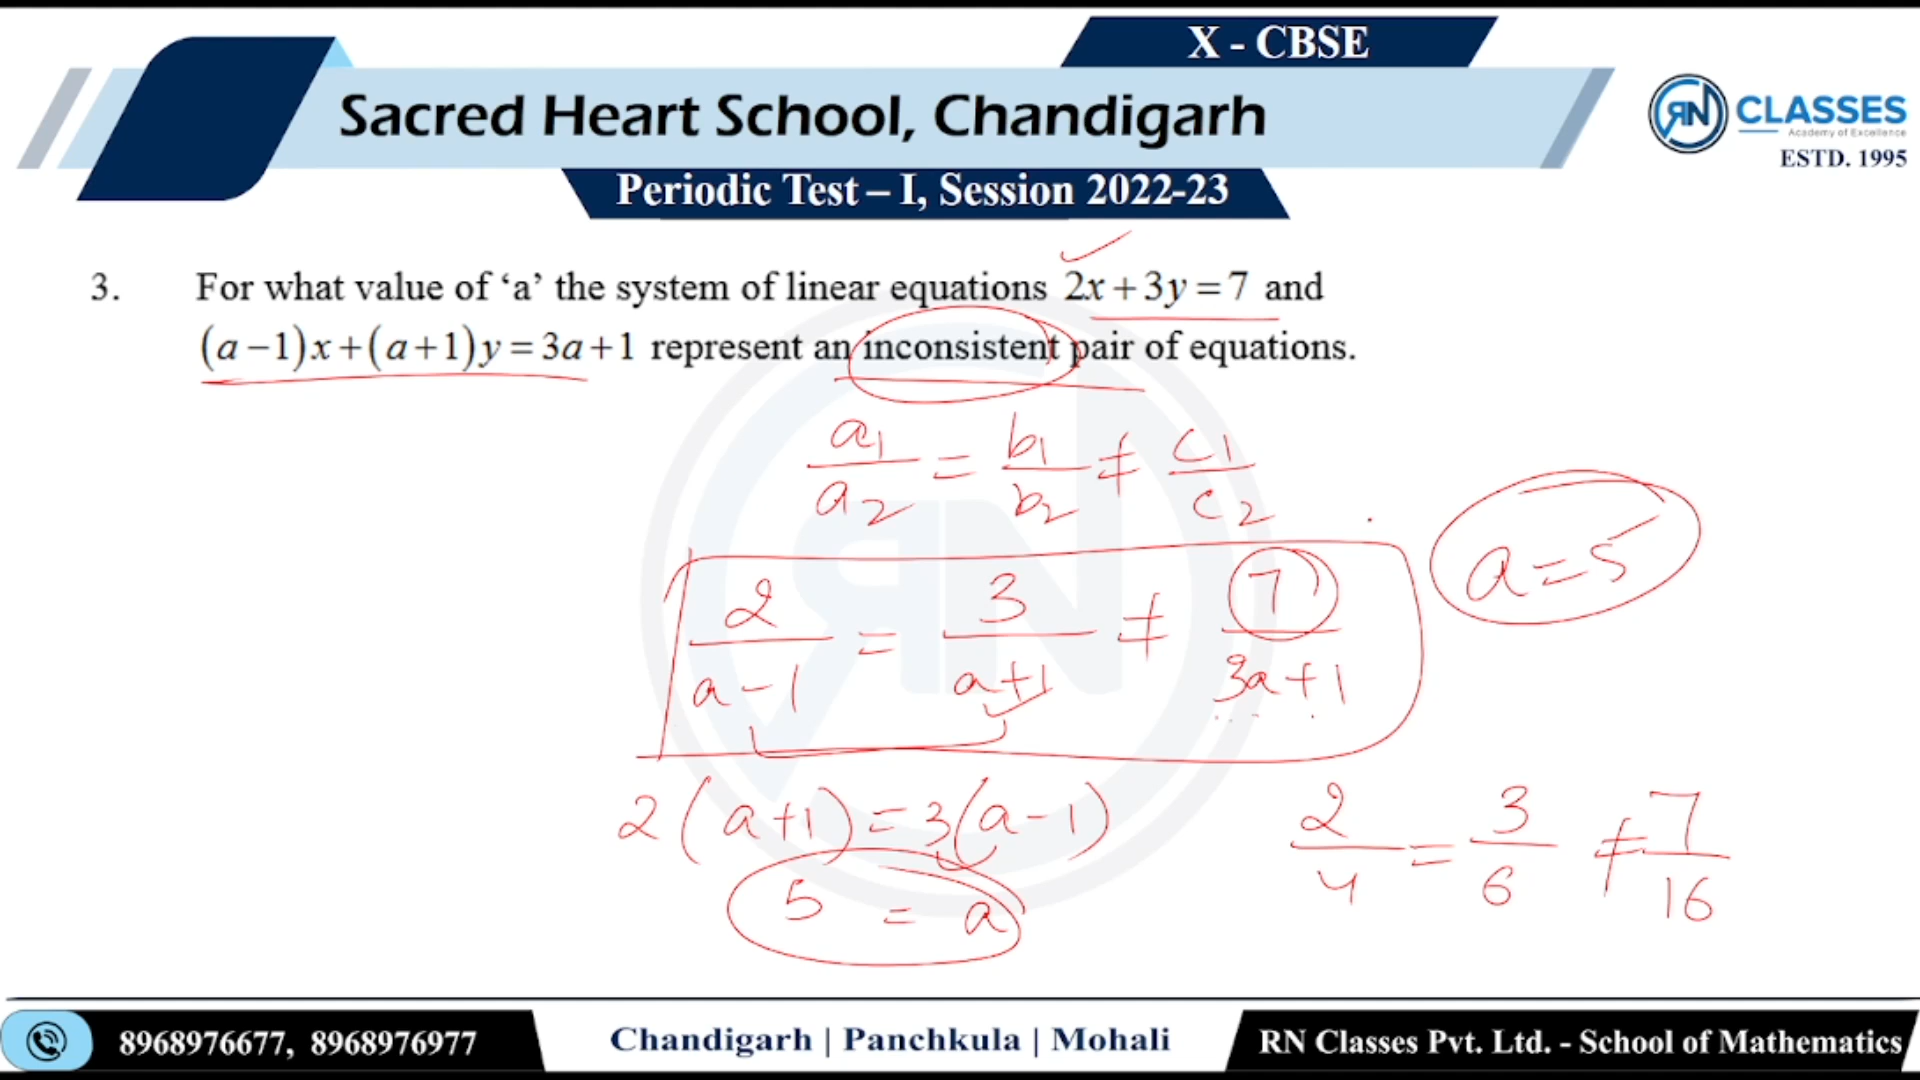 X - CBSE
Sacred Heart School, Chandigarh
RN CLASSES
Academy of Excellence
ESTD. 1995
Periodic Test – I, Session 2022-23
3. For what value of ‘a’ the system of linear equations 2x+3y=7 and
(a−1)x+(a+1)y=3a+1 represent an inconsistent pair of equations.
a1/a2 = b1/b2 ≠ c1/c2
2/a−1 = 3/a+1 ≠ 7/3a+1
a=5
2(a+1)=3(a−1)
5 = a
2/4 = 3/6 ≠ 7/16
8968976677, 8968976977
Chandigarh | Panchkula | Mohali
RN Classes Pvt. Ltd. - School of Mathematics